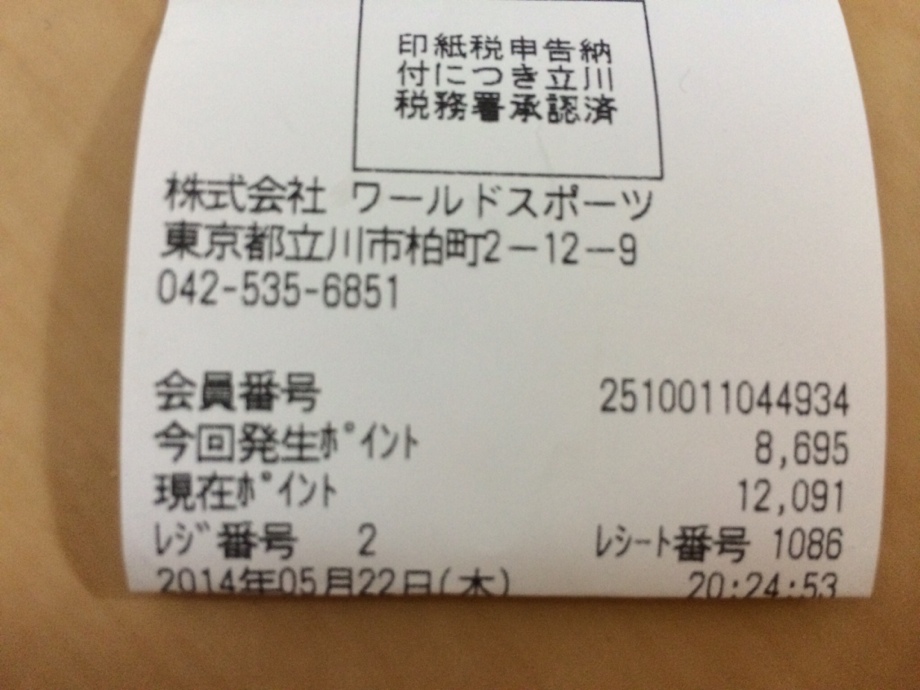 印紙税申告納
付につき立川
税務署承認済
株式会社 ワールドスポーツ
東京都立川市柏町2－12－9
042-535-6851
会員番号 2510011044934
今回発生ﾎﾟｲﾝﾄ 8,695
現在ﾎﾟｲﾝﾄ 12,091
ﾚｼﾞ番号 2 ﾚｼｰﾄ番号 1086
2014年05月22日(木) 20:24:53